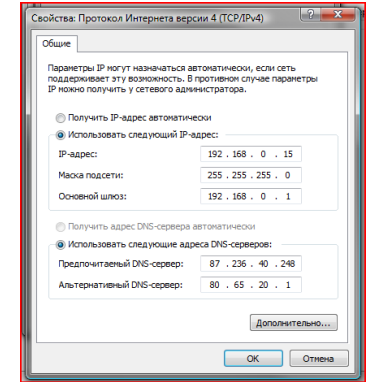 Свойства: Протокол Интернета версии 4 (TCP/IPv4)
Общие
Параметры IP могут назначаться автоматически, если сеть
поддерживает эту возможность. В противном случае параметры
IP можно получить у сетевого администратора.
Получить IP-адрес автоматически
Использовать следующий IP-адрес:
IP-адрес: 192 . 168 . 0 . 15
Маска подсети: 255 . 255 . 255 . 0
Основной шлюз: 192 . 168 . 0 . 1
Получить адрес DNS-сервера автоматически
Использовать следующие адреса DNS-серверов:
Предпочитаемый DNS-сервер: 87 . 236 . 40 . 248
Альтернативный DNS-сервер: 80 . 65 . 20 . 1
Дополнительно...
OK Отмена